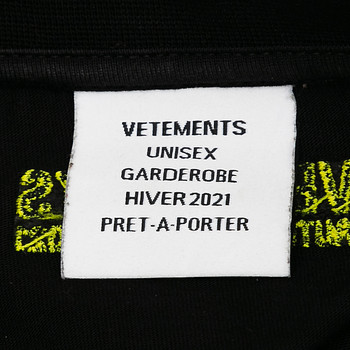 VETEMENTS
UNISEX
GARDEROBE
HIVER 2021
PRET-A-PORTER